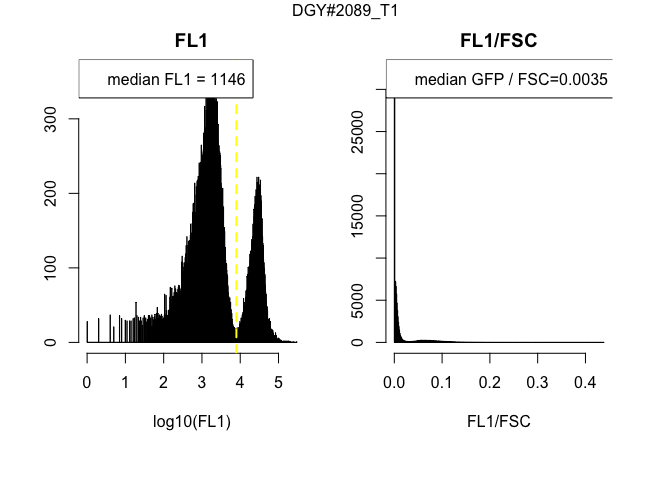 DGY#2089_T1
FL1
median FL1 = 1146
300
200
100
0
0 1 2 3 4 5
log10(FL1)
FL1/FSC
median GFP / FSC=0.0035
25000
15000
5000
0
0.0 0.1 0.2 0.3 0.4
FL1/FSC